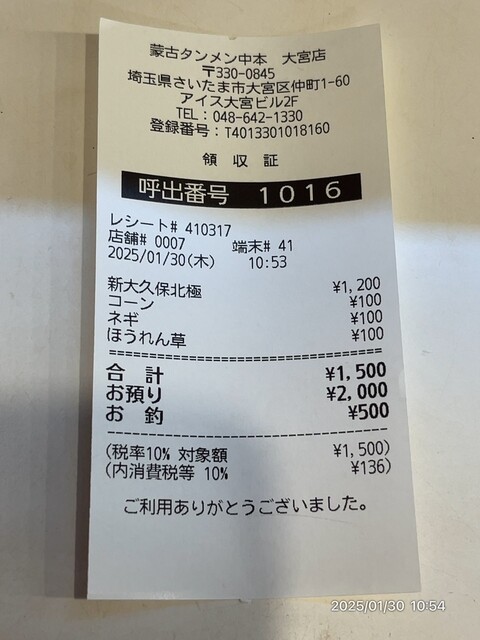 蒙古タンメン中本 大宮店
〒330-0845
埼玉県さいたま市大宮区仲町1-60
アイス大宮ビル2F
TEL：048-642-1330
登録番号：T4013301018160
領 収 証
呼出番号 1016
レシート# 410317
店舗# 0007 端末# 41
2025/01/30(木) 10:53
新大久保北極 ¥1,200
コーン ¥100
ネギ ¥100
ほうれん草 ¥100
合 計 ¥1,500
お預り ¥2,000
お 釣 ¥500
(税率10% 対象額 ¥1,500)
(内消費税等 10% ¥136)
ご利用ありがとうございました。
2025/01/30 10:54